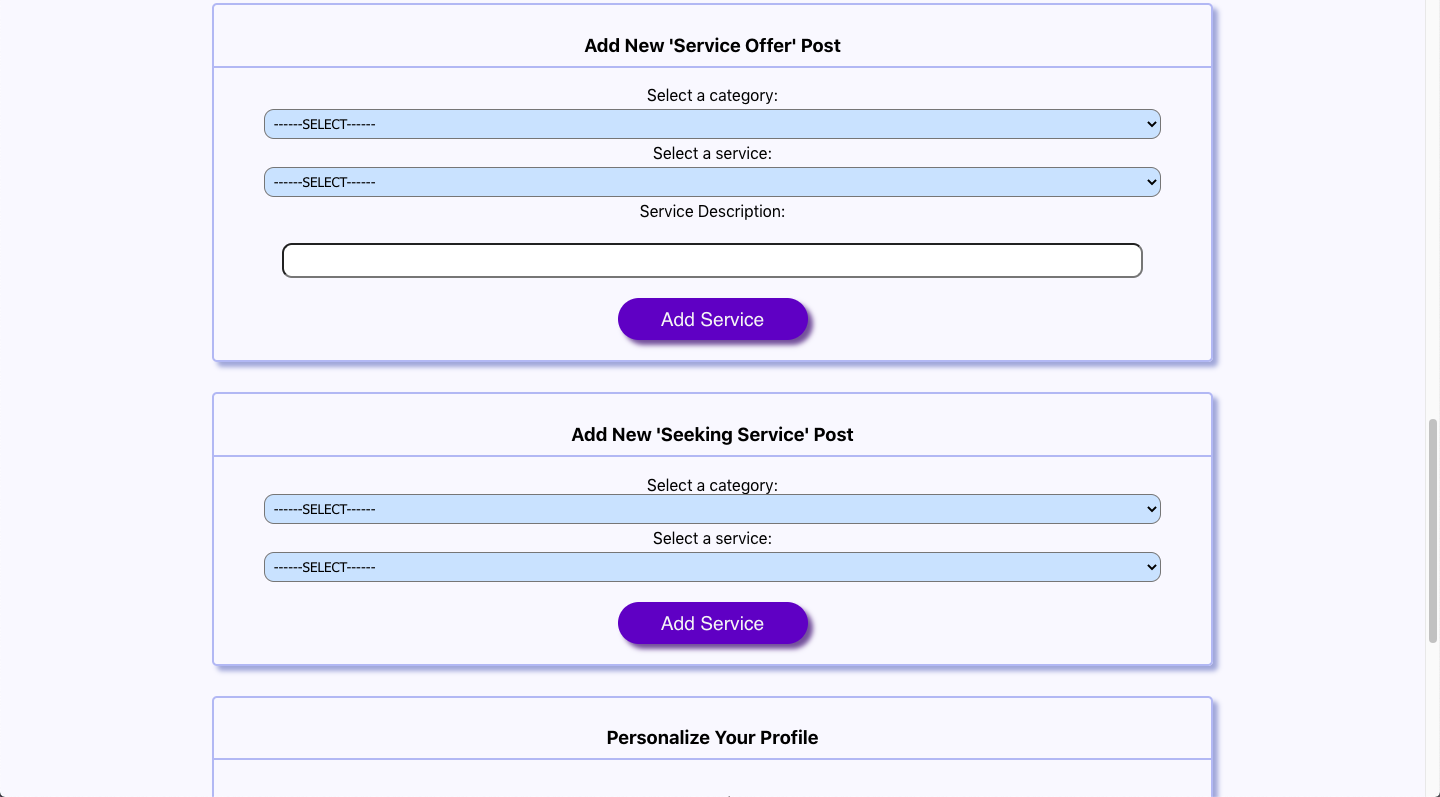 Add New 'Service Offer' Post
Select a category:
------SELECT------
Select a service:
------SELECT------
Service Description:
Add Service
Add New 'Seeking Service' Post
Select a category:
------SELECT------
Select a service:
------SELECT------
Add Service
Personalize Your Profile